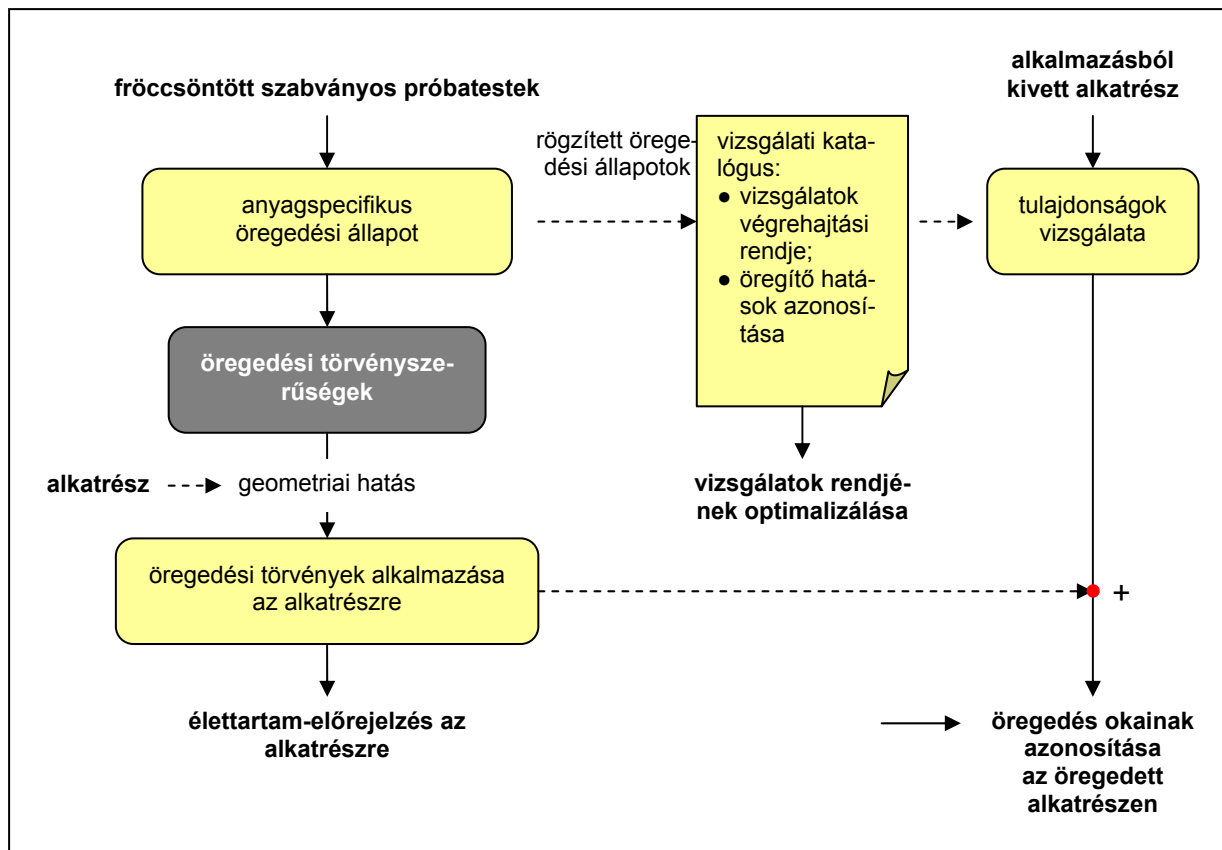 fröccsöntött szabványos próbatestek
anyagspecifikus
öregedési állapot
öregedési törvénysze-
rűségek
alkatrész
geometriai hatás
öregedési törvények alkalmazása
az alkatrészre
élettartam-előrejelzés az
alkatrészre
rögzített örege-
dési állapotok
vizsgálati kata-
lógus:
● vizsgálatok
végrehajtási
rendje;
● öregítő hatá-
sok azonosí-
tása
vizsgálatok rendjé-
nek optimalizálása
alkalmazásból
kivett alkatrész
tulajdonságok
vizsgálata
+
öregedés okainak
azonosítása
az öregedett
alkatrészen